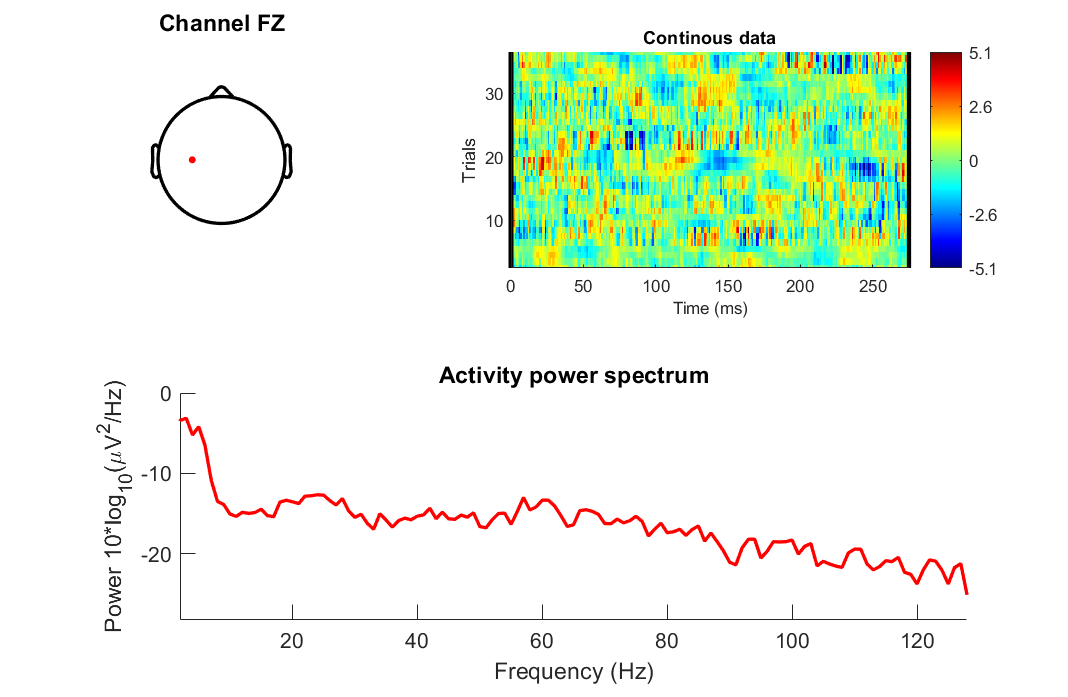 Channel FZ
Continous data
Trials
30
20
10
0 50 100 150 200 250
Time (ms)
5.1
2.6
0
-2.6
-5.1
Activity power spectrum
Power 10*log10(μV2/Hz)
0
-10
-20
20 40 60 80 100 120
Frequency (Hz)